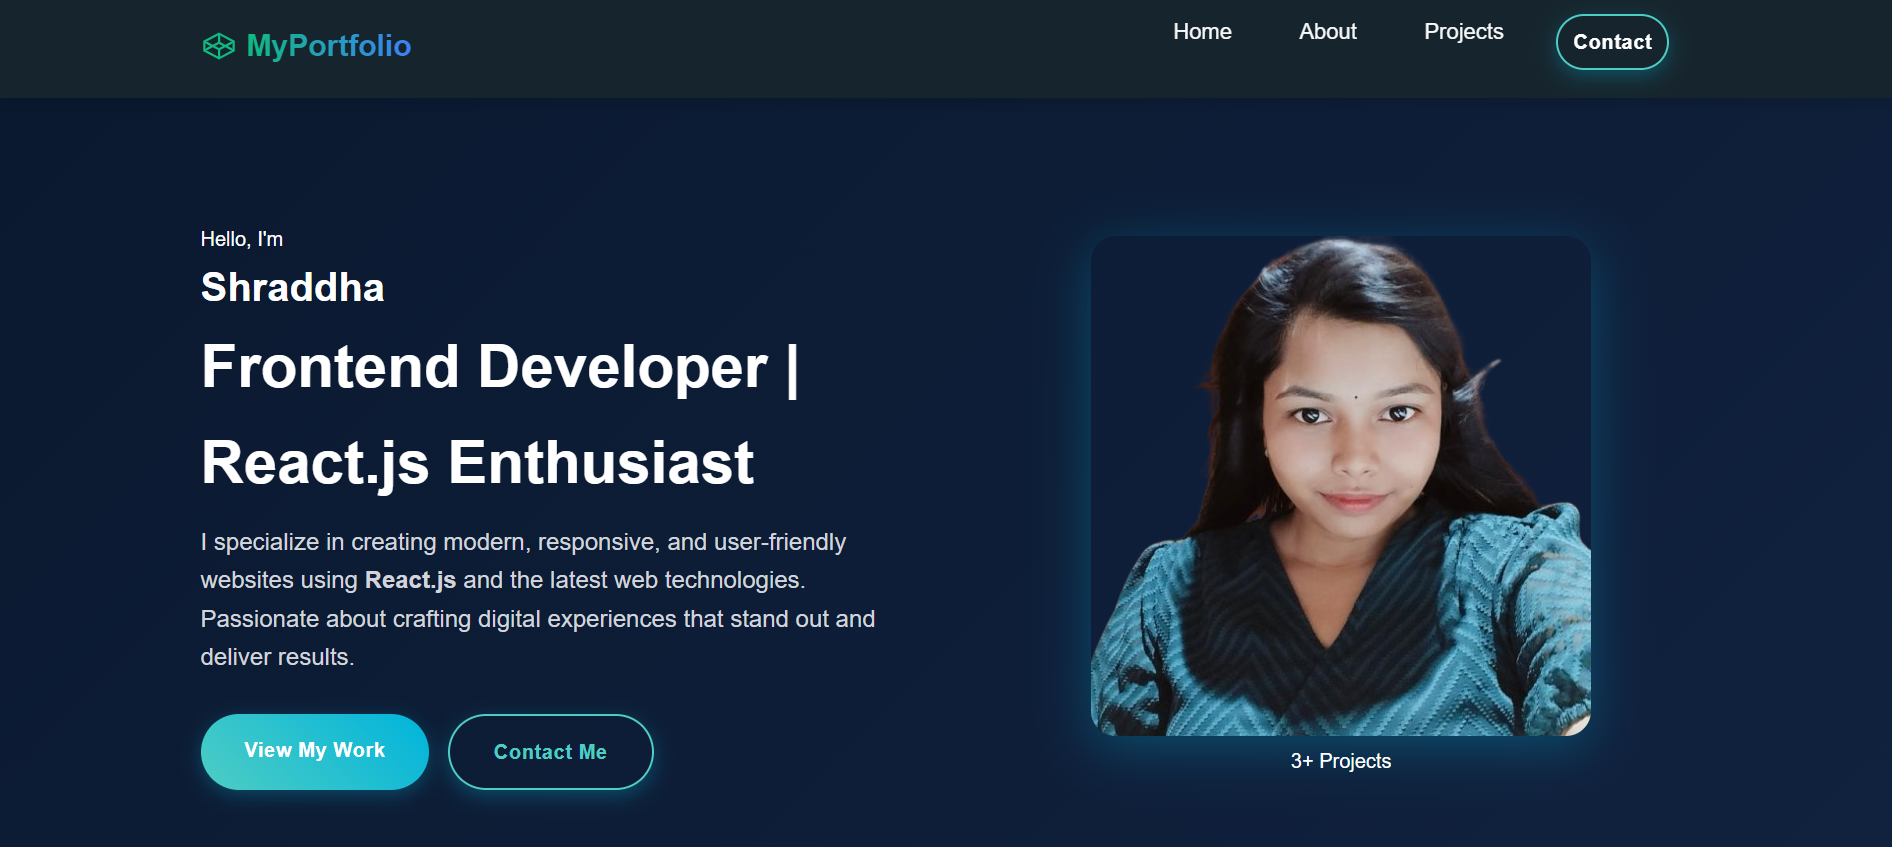 MyPortfolio
Home
About
Projects
Contact
Hello, I'm
Shraddha
Frontend Developer |
React.js Enthusiast
I specialize in creating modern, responsive, and user-friendly
websites using React.js and the latest web technologies.
Passionate about crafting digital experiences that stand out and
deliver results.
View My Work
Contact Me
3+ Projects